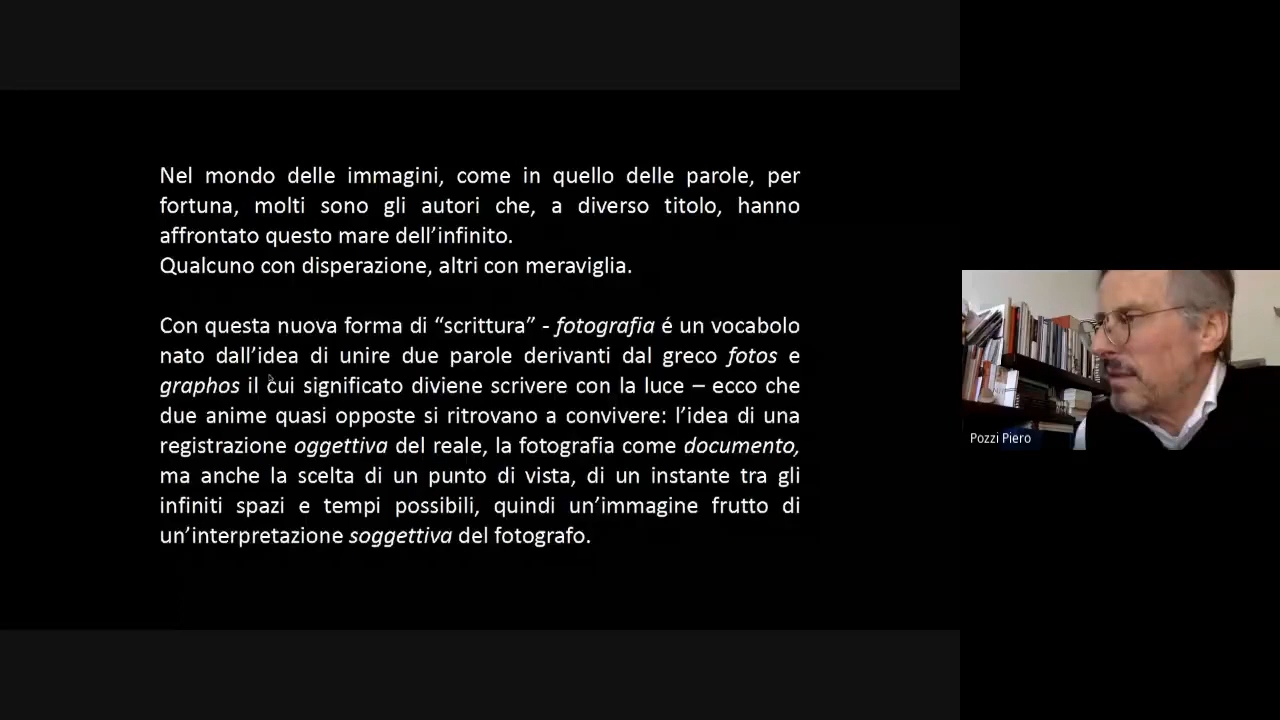 Nel mondo delle immagini, come in quello delle parole, per
fortuna, molti sono gli autori che, a diverso titolo, hanno
affrontato questo mare dell’infinito.
Qualcuno con disperazione, altri con meraviglia.
Con questa nuova forma di “scrittura” - fotografia é un vocabolo
nato dall’idea di unire due parole derivanti dal greco fotos e
graphos il cui significato diviene scrivere con la luce – ecco che
due anime quasi opposte si ritrovano a convivere: l’idea di una
registrazione oggettiva del reale, la fotografia come documento,
ma anche la scelta di un punto di vista, di un instante tra gli
infiniti spazi e tempi possibili, quindi un’immagine frutto di
un’interpretazione soggettiva del fotografo.
Pozzi Piero